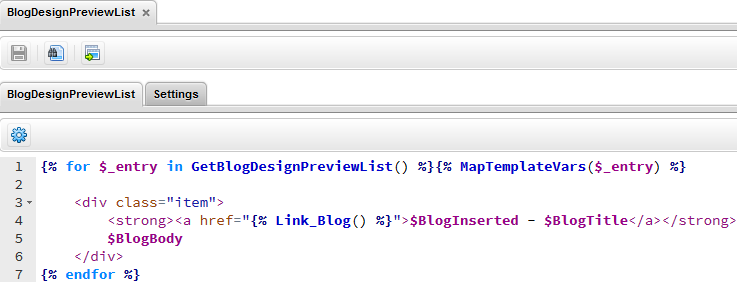 BlogDesignPreviewList ×
BlogDesignPreviewList Settings
1 {% for $_entry in GetBlogDesignPreviewList() %}{% MapTemplateVars($_entry) %}
2
3 <div class="item">
4 <strong><a href="{% Link_Blog() %}">$BlogInserted - $BlogTitle</a></strong>
5 $BlogBody
6 </div>
7 {% endfor %}